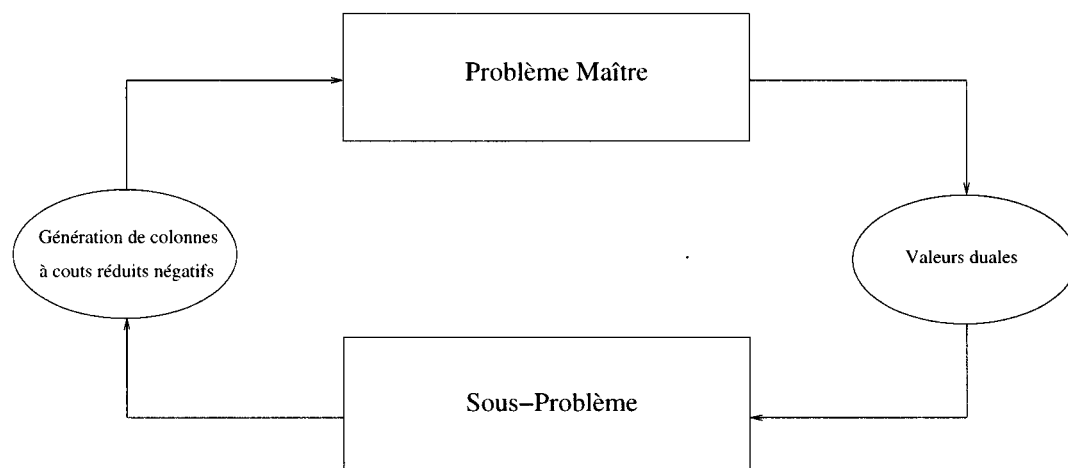 Problème Maître
Génération de colonnes
à couts réduits négatifs
Valeurs duales
Sous–Problème